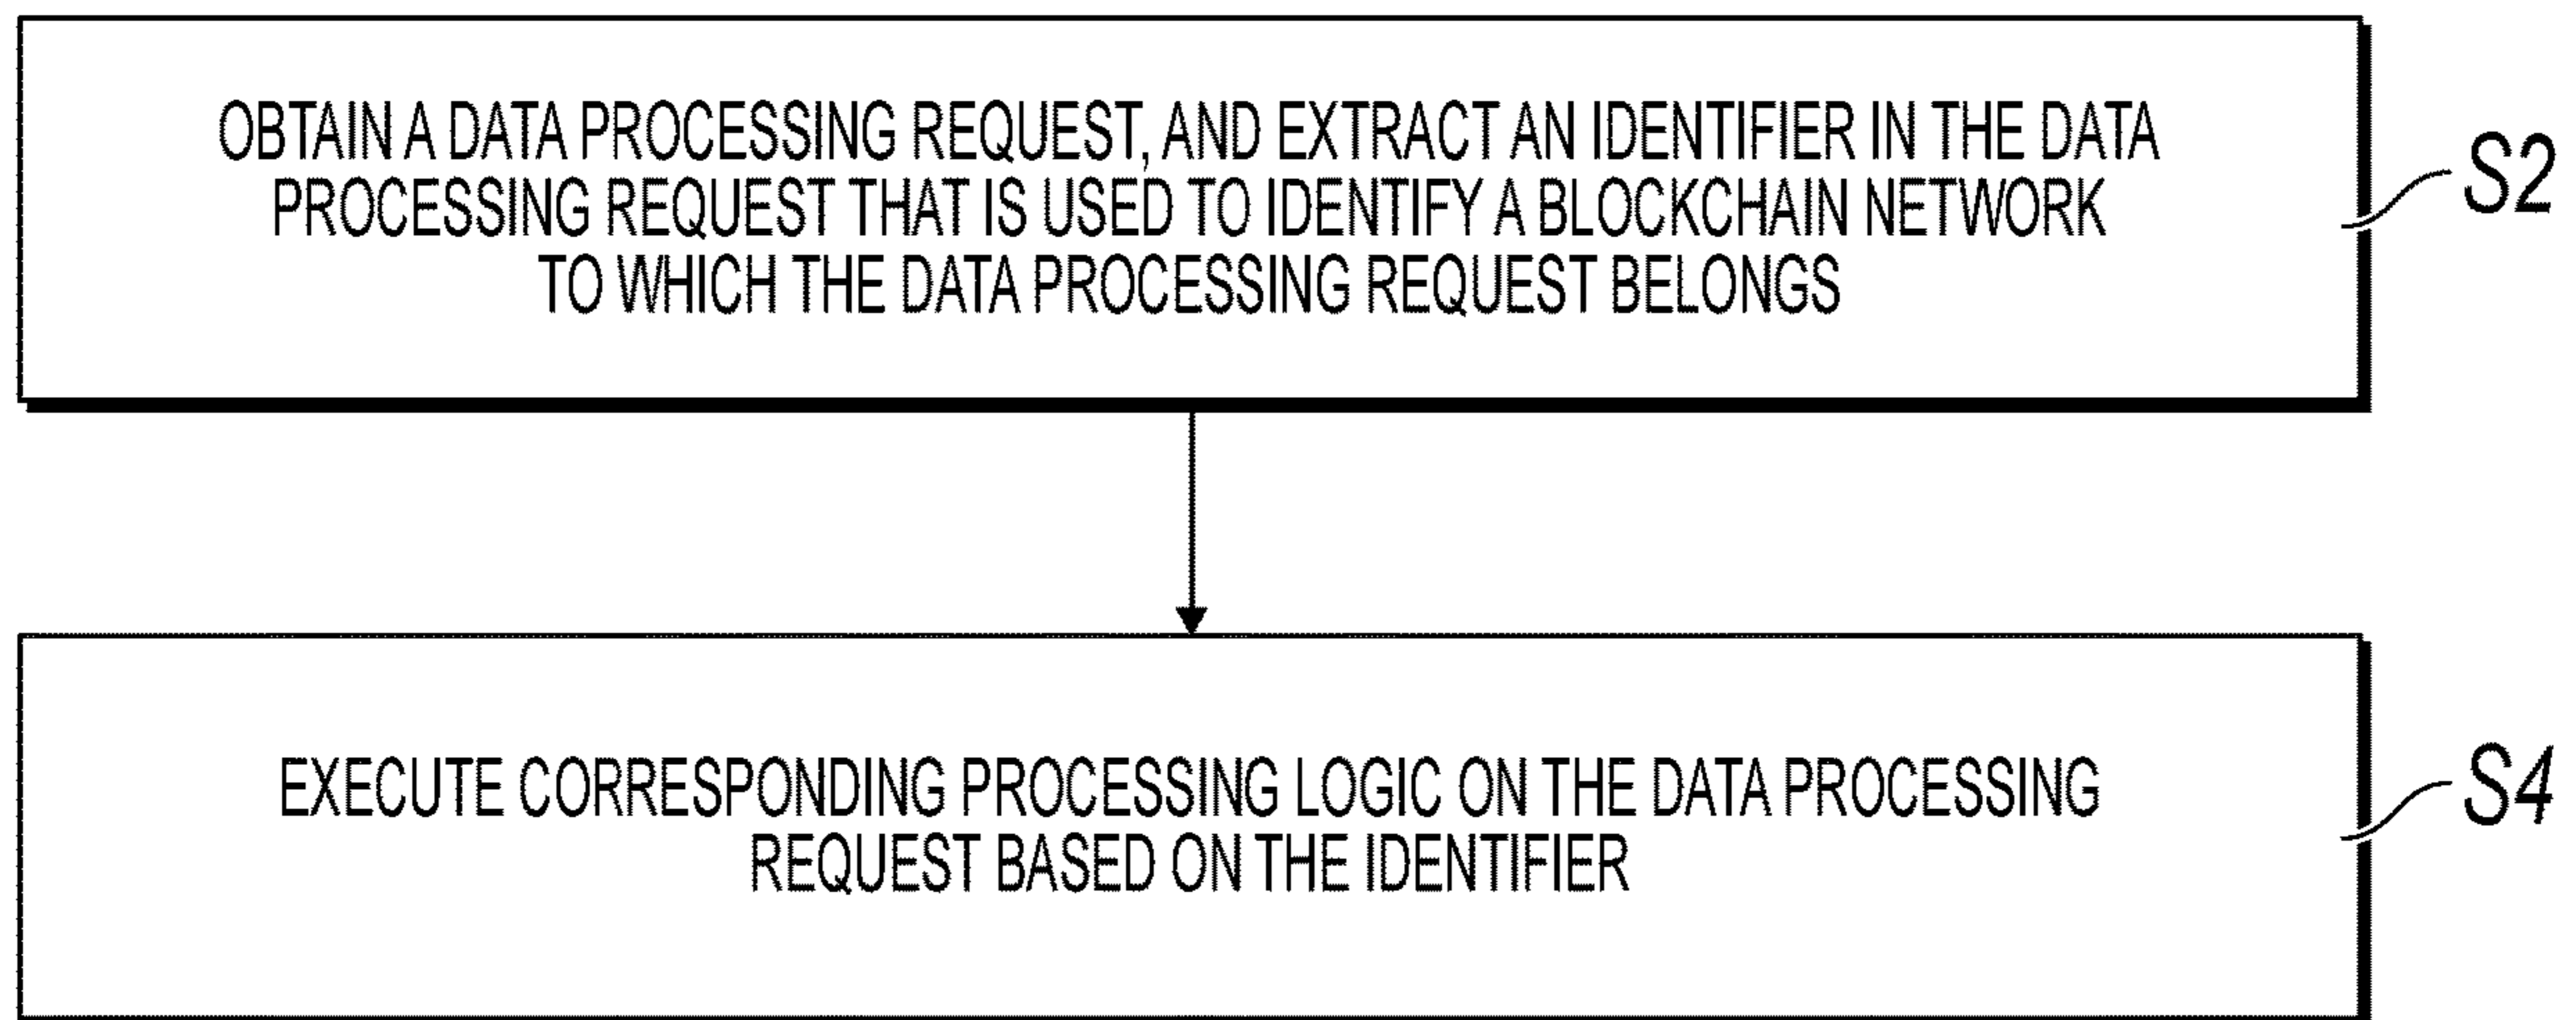 OBTAIN A DATA PROCESSING REQUEST, AND EXTRACT AN IDENTIFIER IN THE DATA
PROCESSING REQUEST THAT IS USED TO IDENTIFY A BLOCKCHAIN NETWORK
TO WHICH THE DATA PROCESSING REQUEST BELONGS
S2
EXECUTE CORRESPONDING PROCESSING LOGIC ON THE DATA PROCESSING
REQUEST BASED ON THE IDENTIFIER
S4